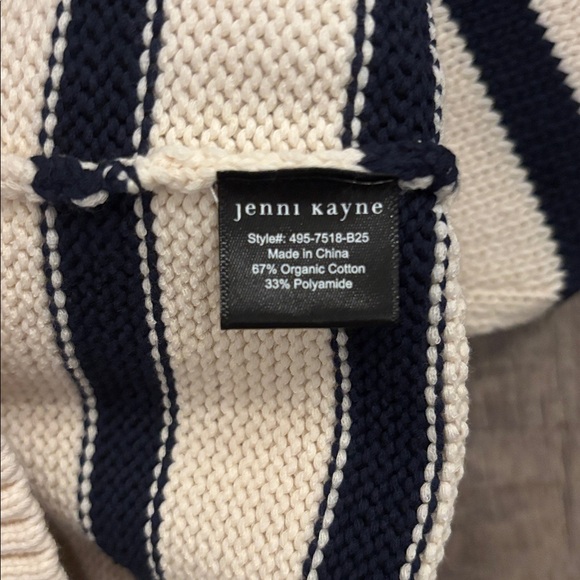 Jenni Kayne
Style#: 495-7518-B25
Made in China
67% Organic Cotton
33% Polyamide